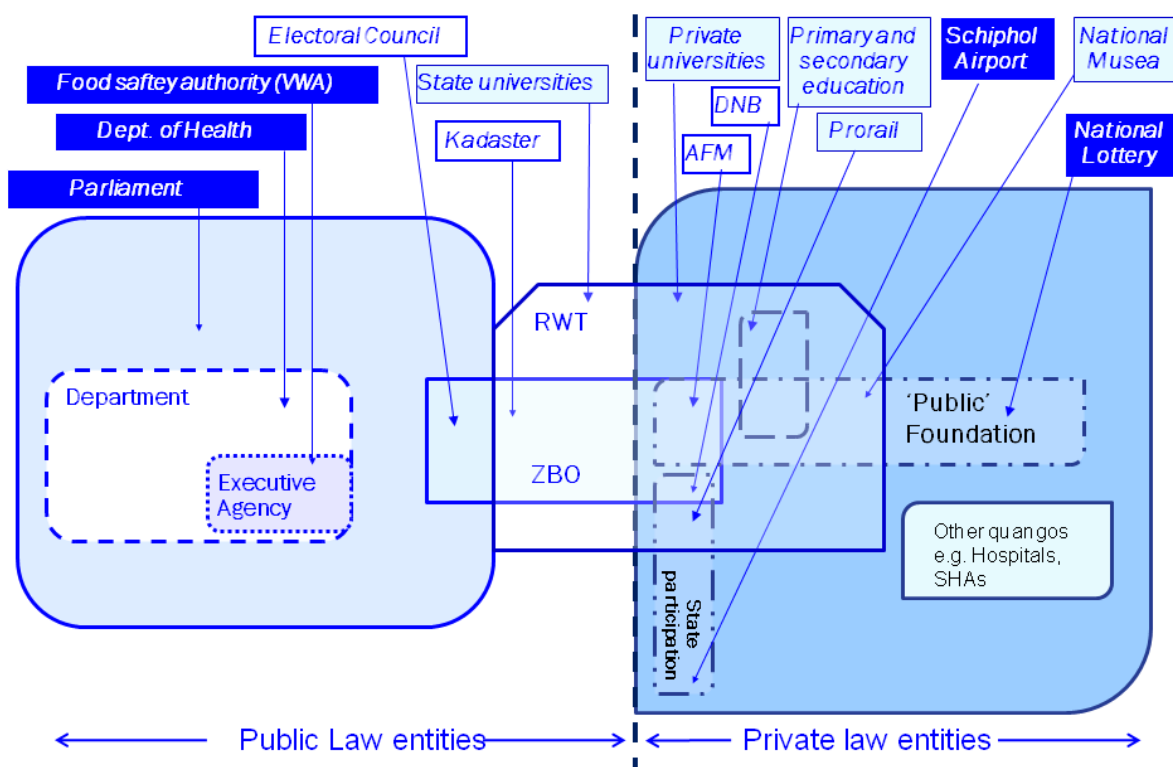 Electoral Council
Private
universities
Primary and
secondary
education
Schiphol
Airport
National
Musea
Food saftey authority (VWA)
State universities
DNB
Dept. of Health
Kadaster
AFM
Prorail
National
Lottery
Parliament
RWT
Department
'Public'
Foundation
ZBO
Executive
Agency
Other quangos
e.g. Hospitals,
SHAs
State
participation
Public Law entities
Private law entities